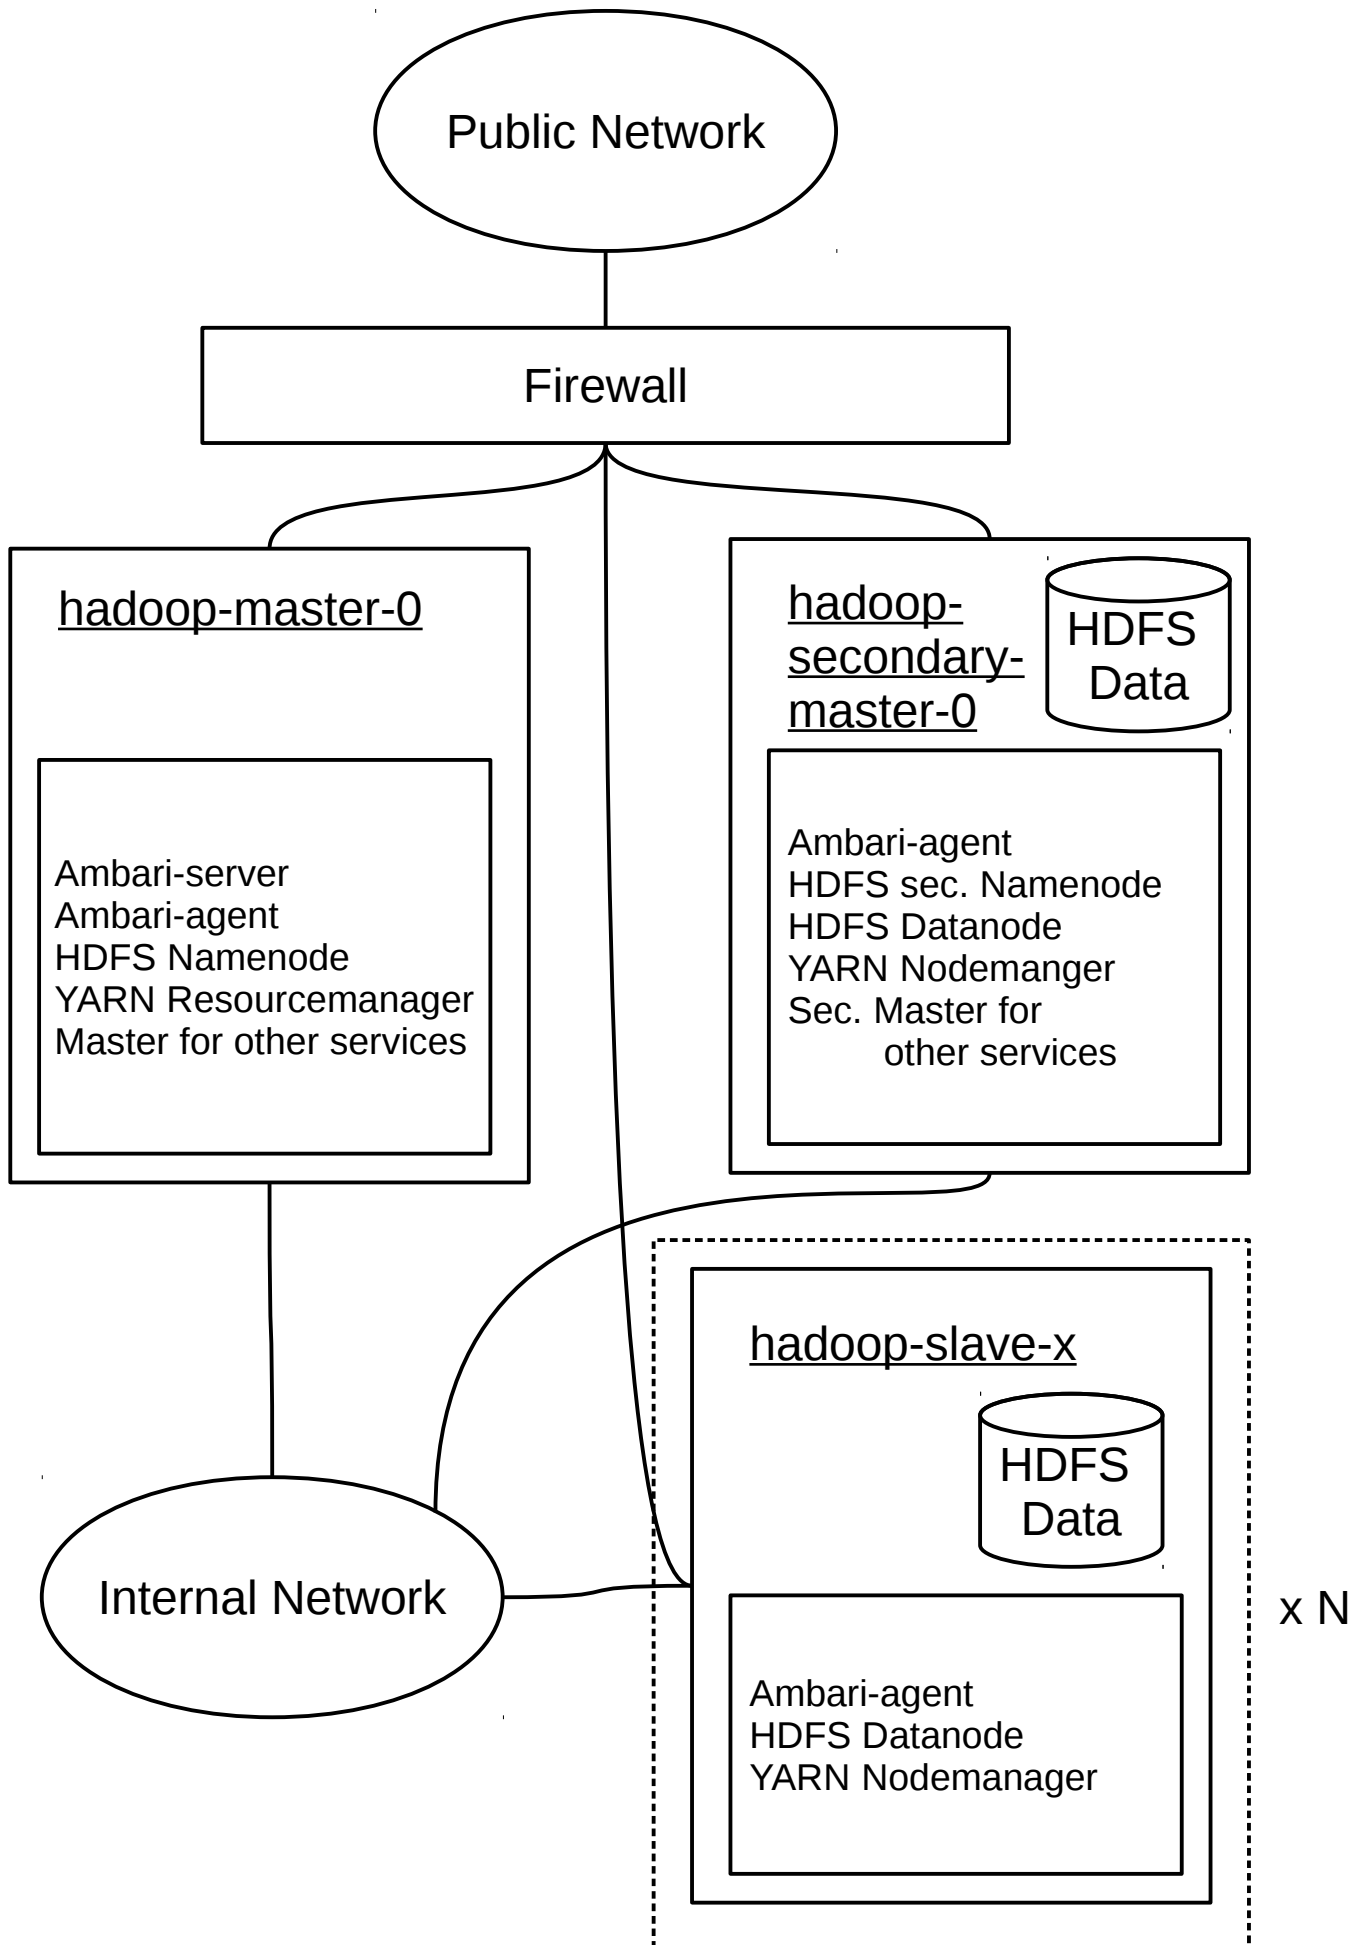 Public Network
Firewall
hadoop-master-0
Ambari-server
Ambari-agent
HDFS Namenode
YARN Resourcemanager
Master for other services
hadoop-
secondary-
master-0
HDFS
Data
Ambari-agent
HDFS sec. Namenode
HDFS Datanode
YARN Nodemanger
Sec. Master for
other services
Internal Network
hadoop-slave-x
HDFS
Data
Ambari-agent
HDFS Datanode
YARN Nodemanager
x N